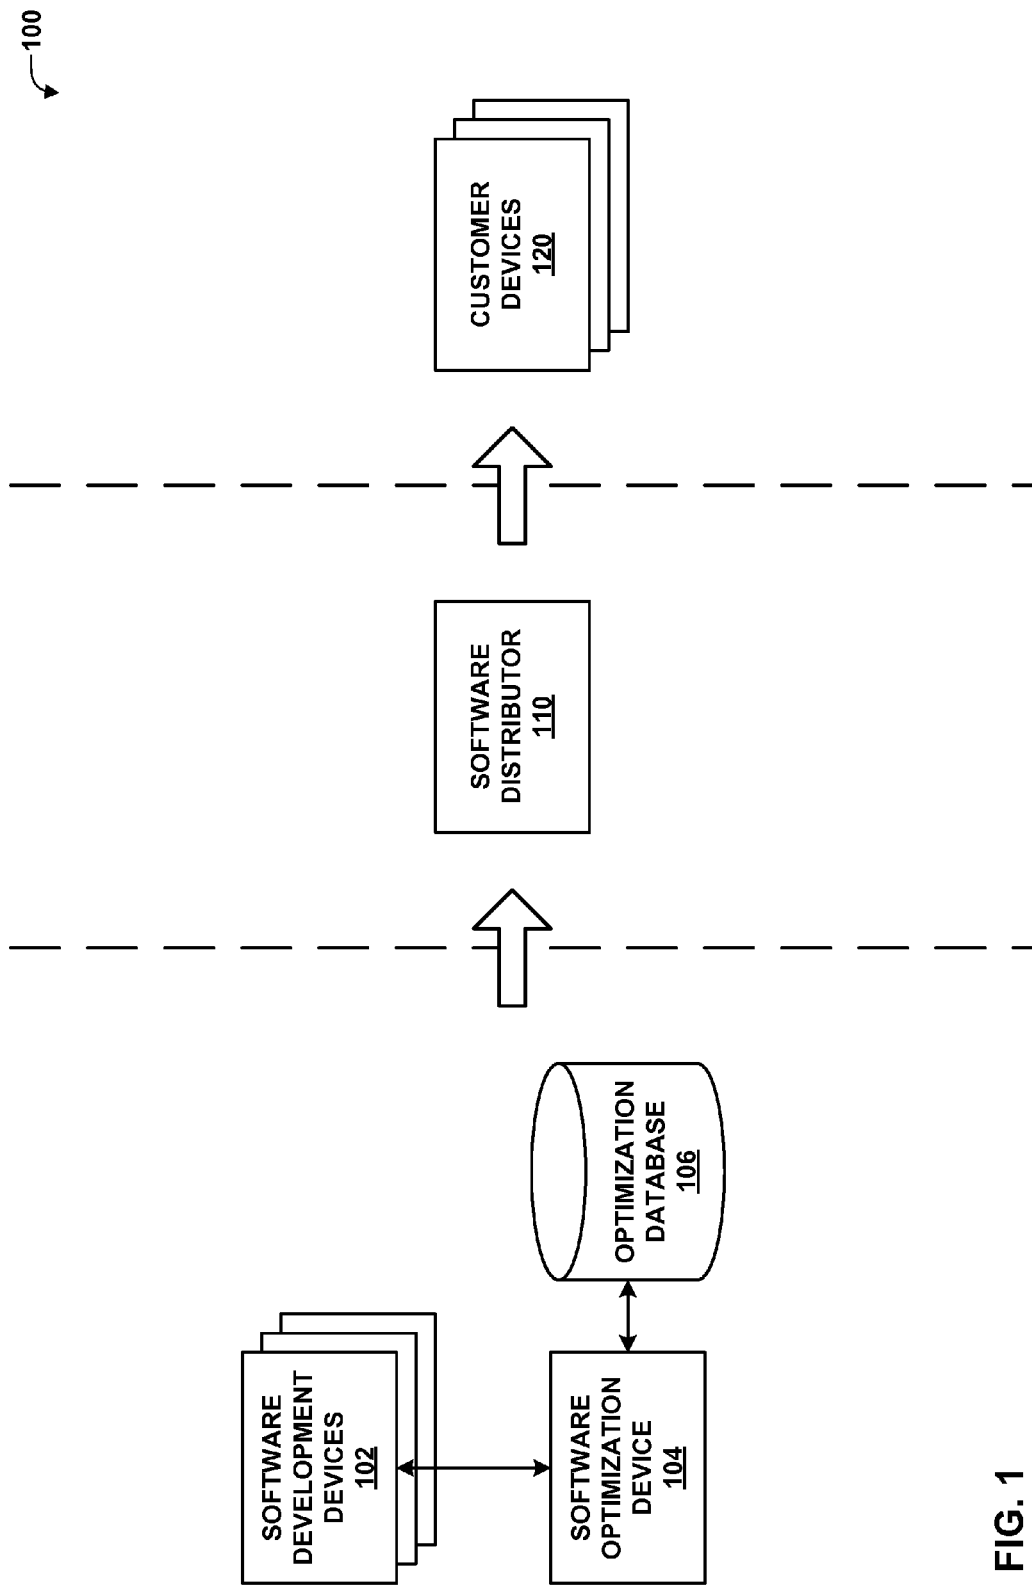 100
SOFTWARE
DEVELOPMENT
DEVICES
102
SOFTWARE
OPTIMIZATION
DEVICE
104
OPTIMIZATION
DATABASE
106
SOFTWARE
DISTRIBUTOR
110
CUSTOMER
DEVICES
120
FIG. 1